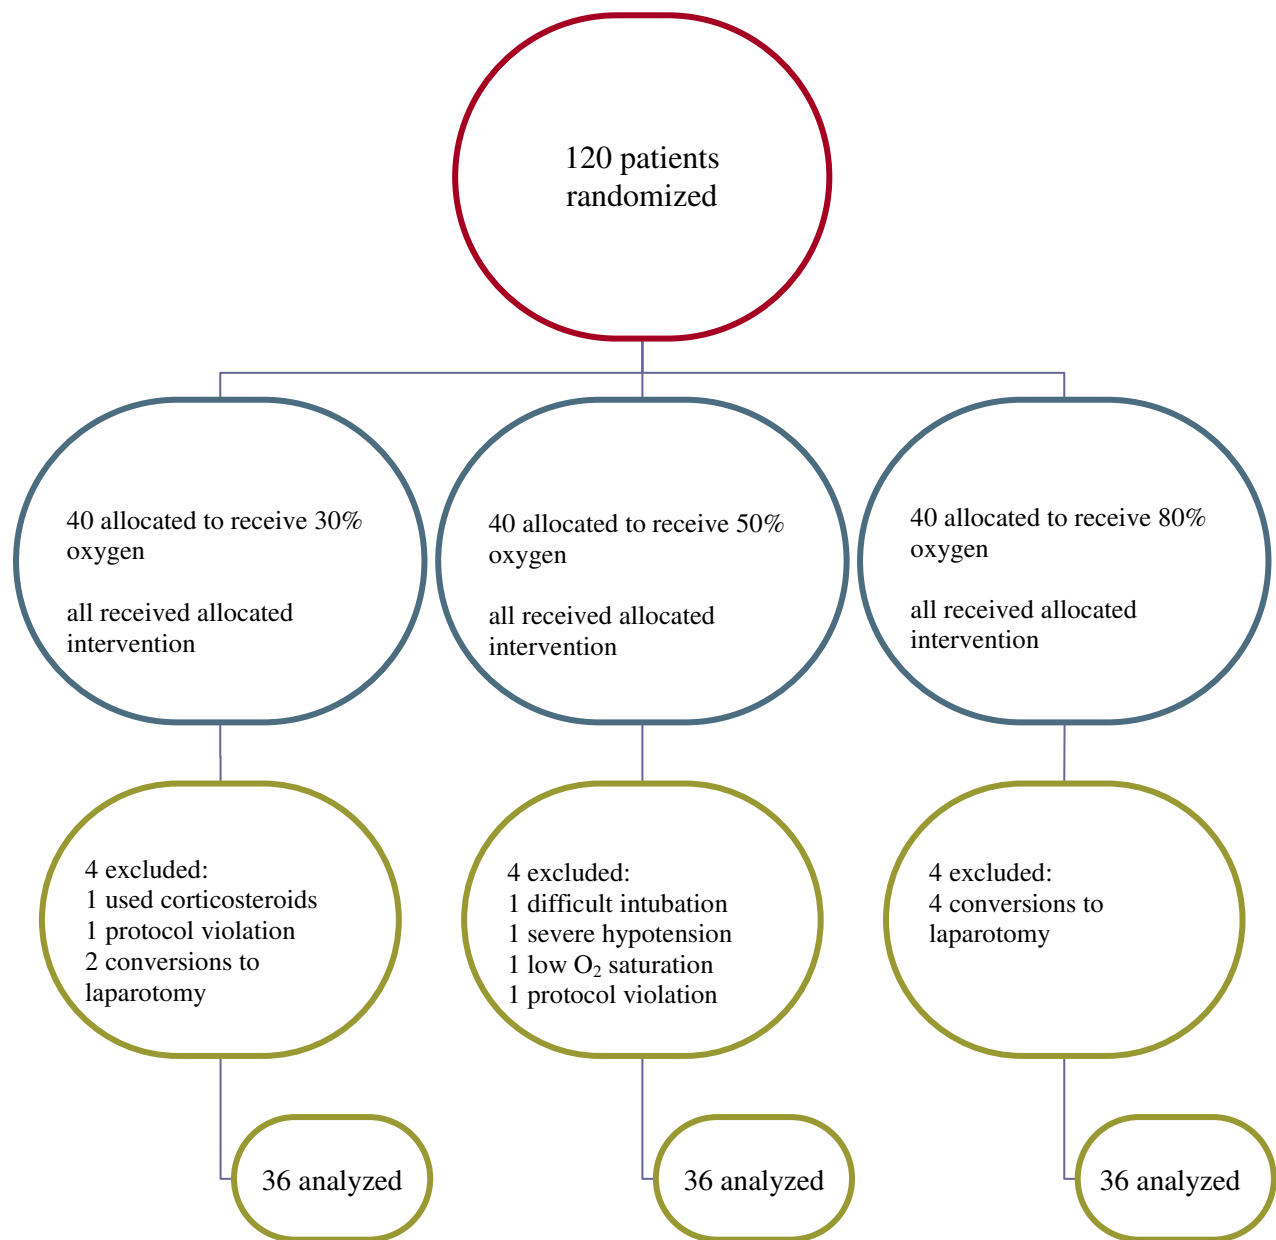 120 patients
randomized
40 allocated to receive 30%
oxygen
all received allocated
intervention
40 allocated to receive 50%
oxygen
all received allocated
intervention
40 allocated to receive 80%
oxygen
all received allocated
intervention
4 excluded:
1 used corticosteroids
1 protocol violation
2 conversions to
laparotomy
4 excluded:
1 difficult intubation
1 severe hypotension
1 low O₂ saturation
1 protocol violation
4 excluded:
4 conversions to
laparotomy
36 analyzed
36 analyzed
36 analyzed